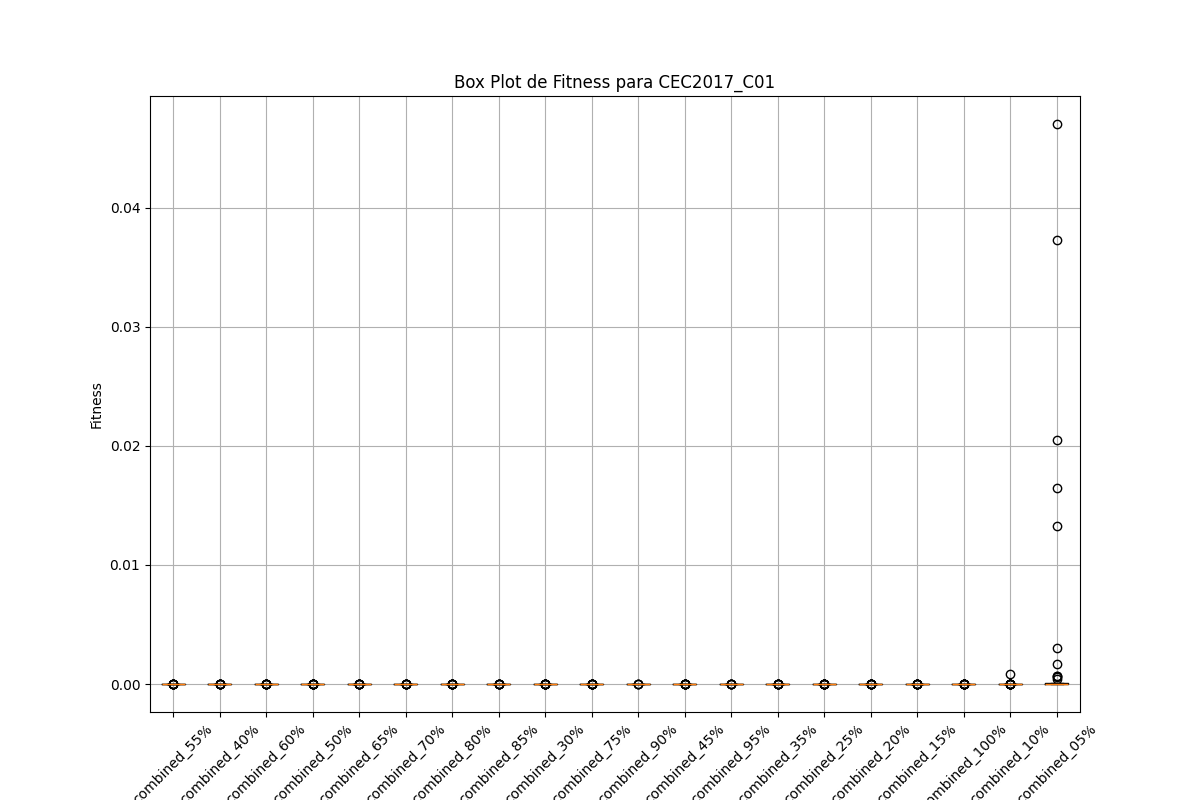 Box Plot de Fitness para CEC2017_C01
Fitness
0.04
0.03
0.02
0.01
0.00
combined_55%
combined_40%
combined_60%
combined_50%
combined_65%
combined_70%
combined_80%
combined_85%
combined_30%
combined_75%
combined_90%
combined_45%
combined_95%
combined_35%
combined_25%
combined_20%
combined_15%
ombined_100%
combined_10%
combined_05%